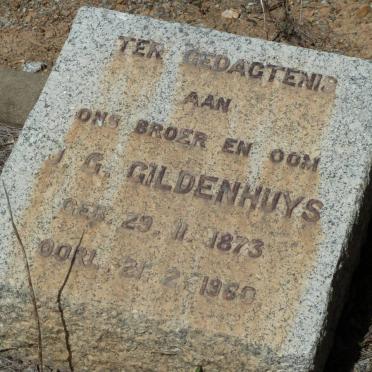 TER GEDAGTENIS
AAN
ONS BROER EN OOM
J. G. GILDENHUYS
GEB. 29. 11. 1873
OORL. 21. 2. 1960